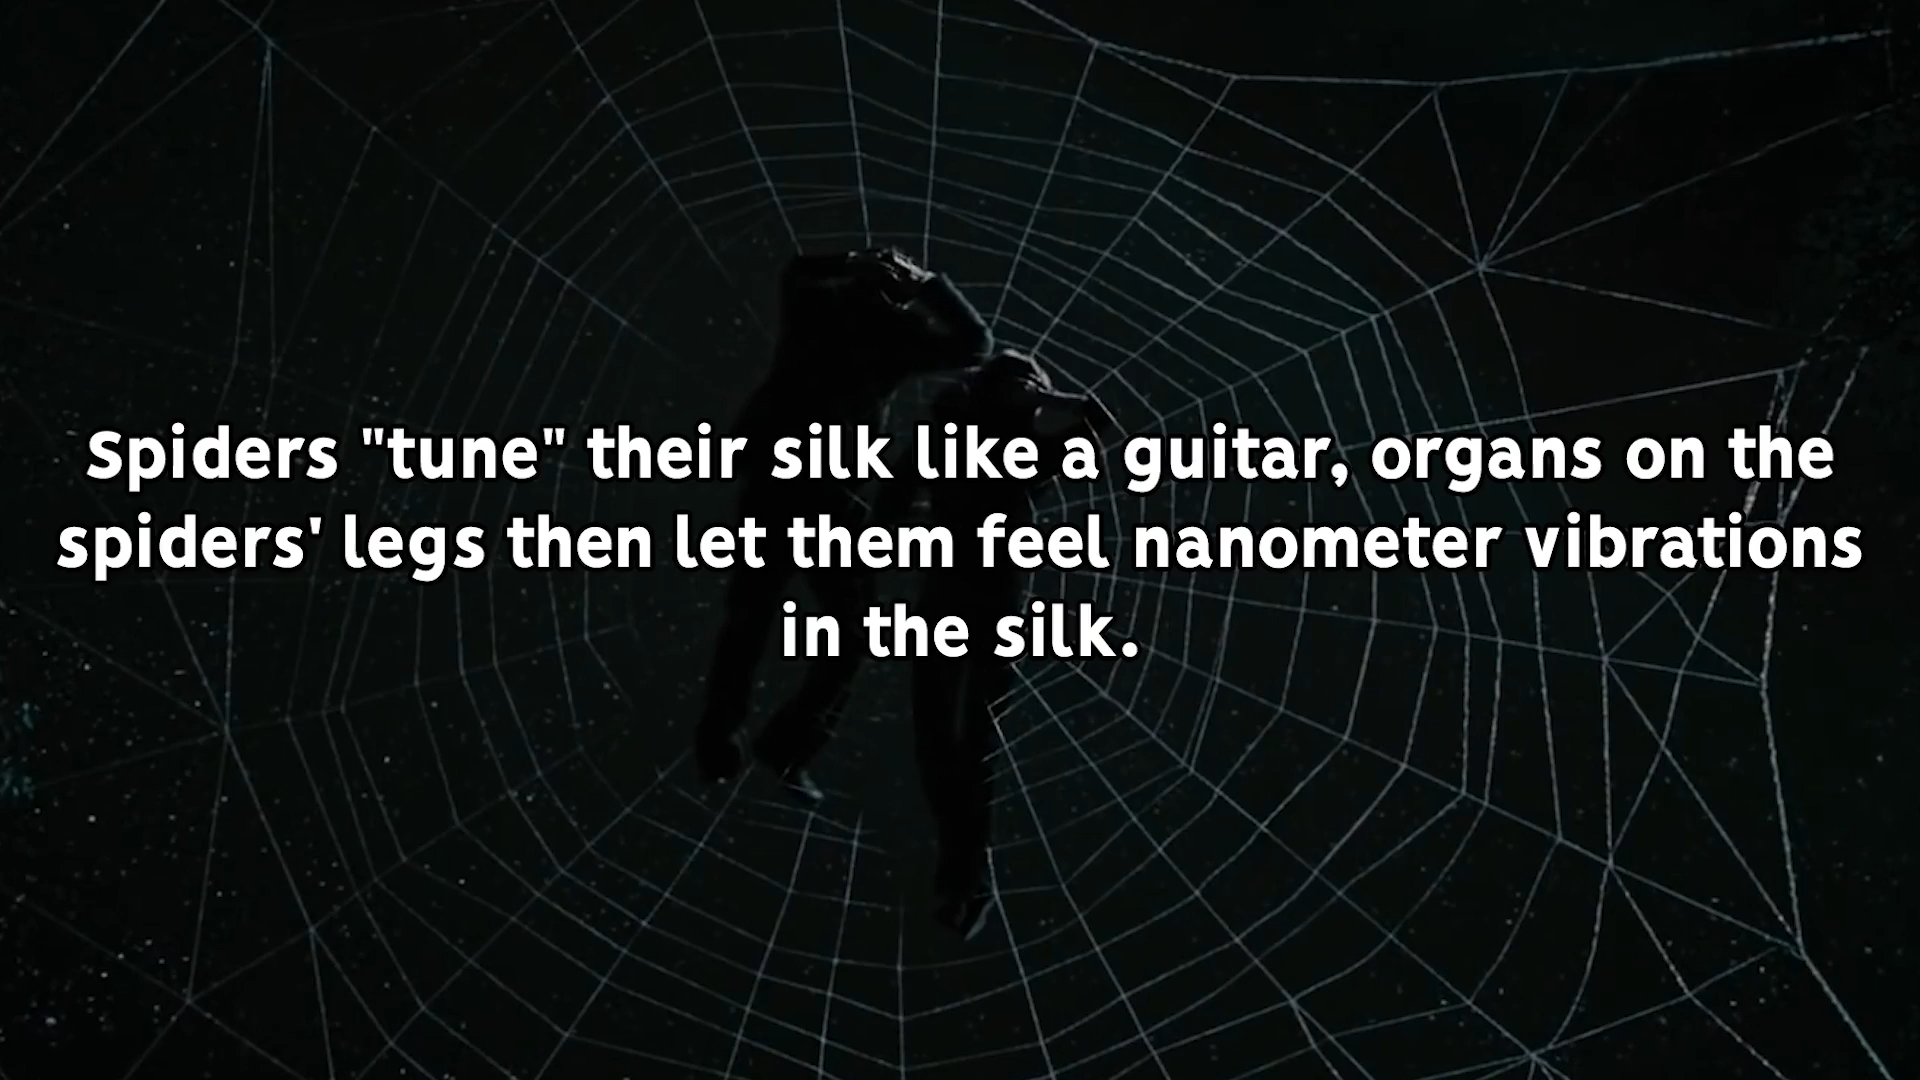 Spiders "tune" their silk like a guitar, organs on the
spiders' legs then let them feel nanometer vibrations
in the silk.